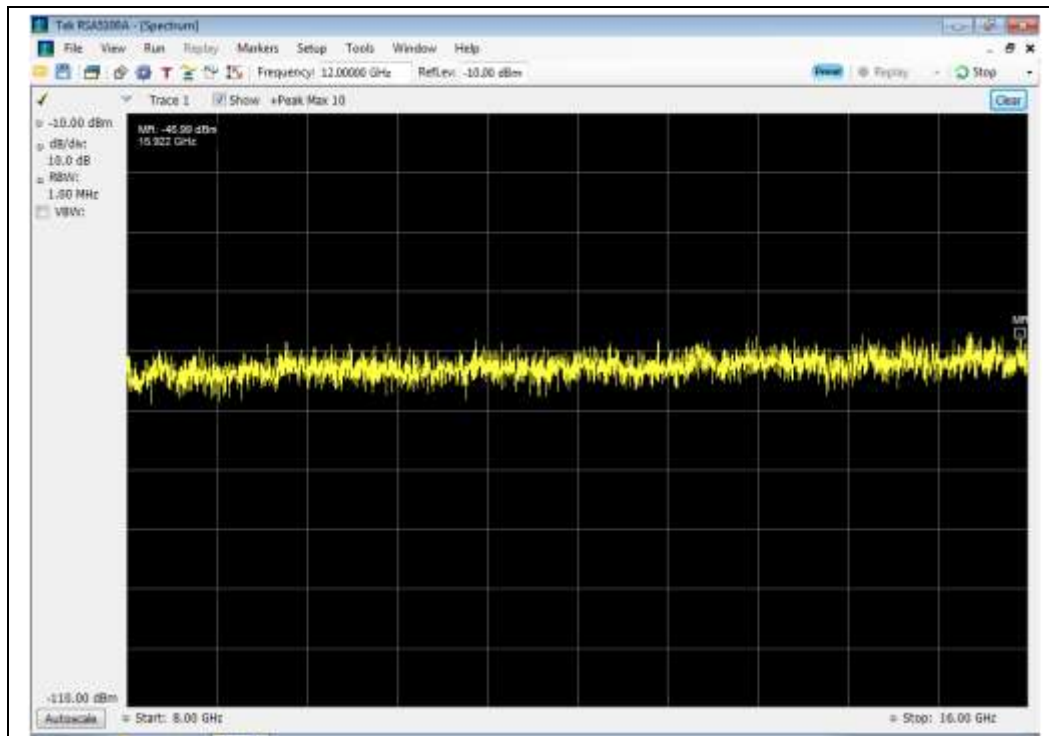 Tek RSA5100A - [Spectrum]
File View Run Replay Markers Setup Tools Window Help
Frequency: 12.00000 GHz RefLev: -10.00 dBm Preset Replay Stop
Trace 1 Show +Peak Max 10 Clear
-10.00 dBm
dB/div:
10.0 dB
RBW:
1.00 MHz
VBW:
MR: -45.99 dBm
15.922 GHz
MR
-110.00 dBm
Autoscale Start: 8.00 GHz Stop: 16.00 GHz